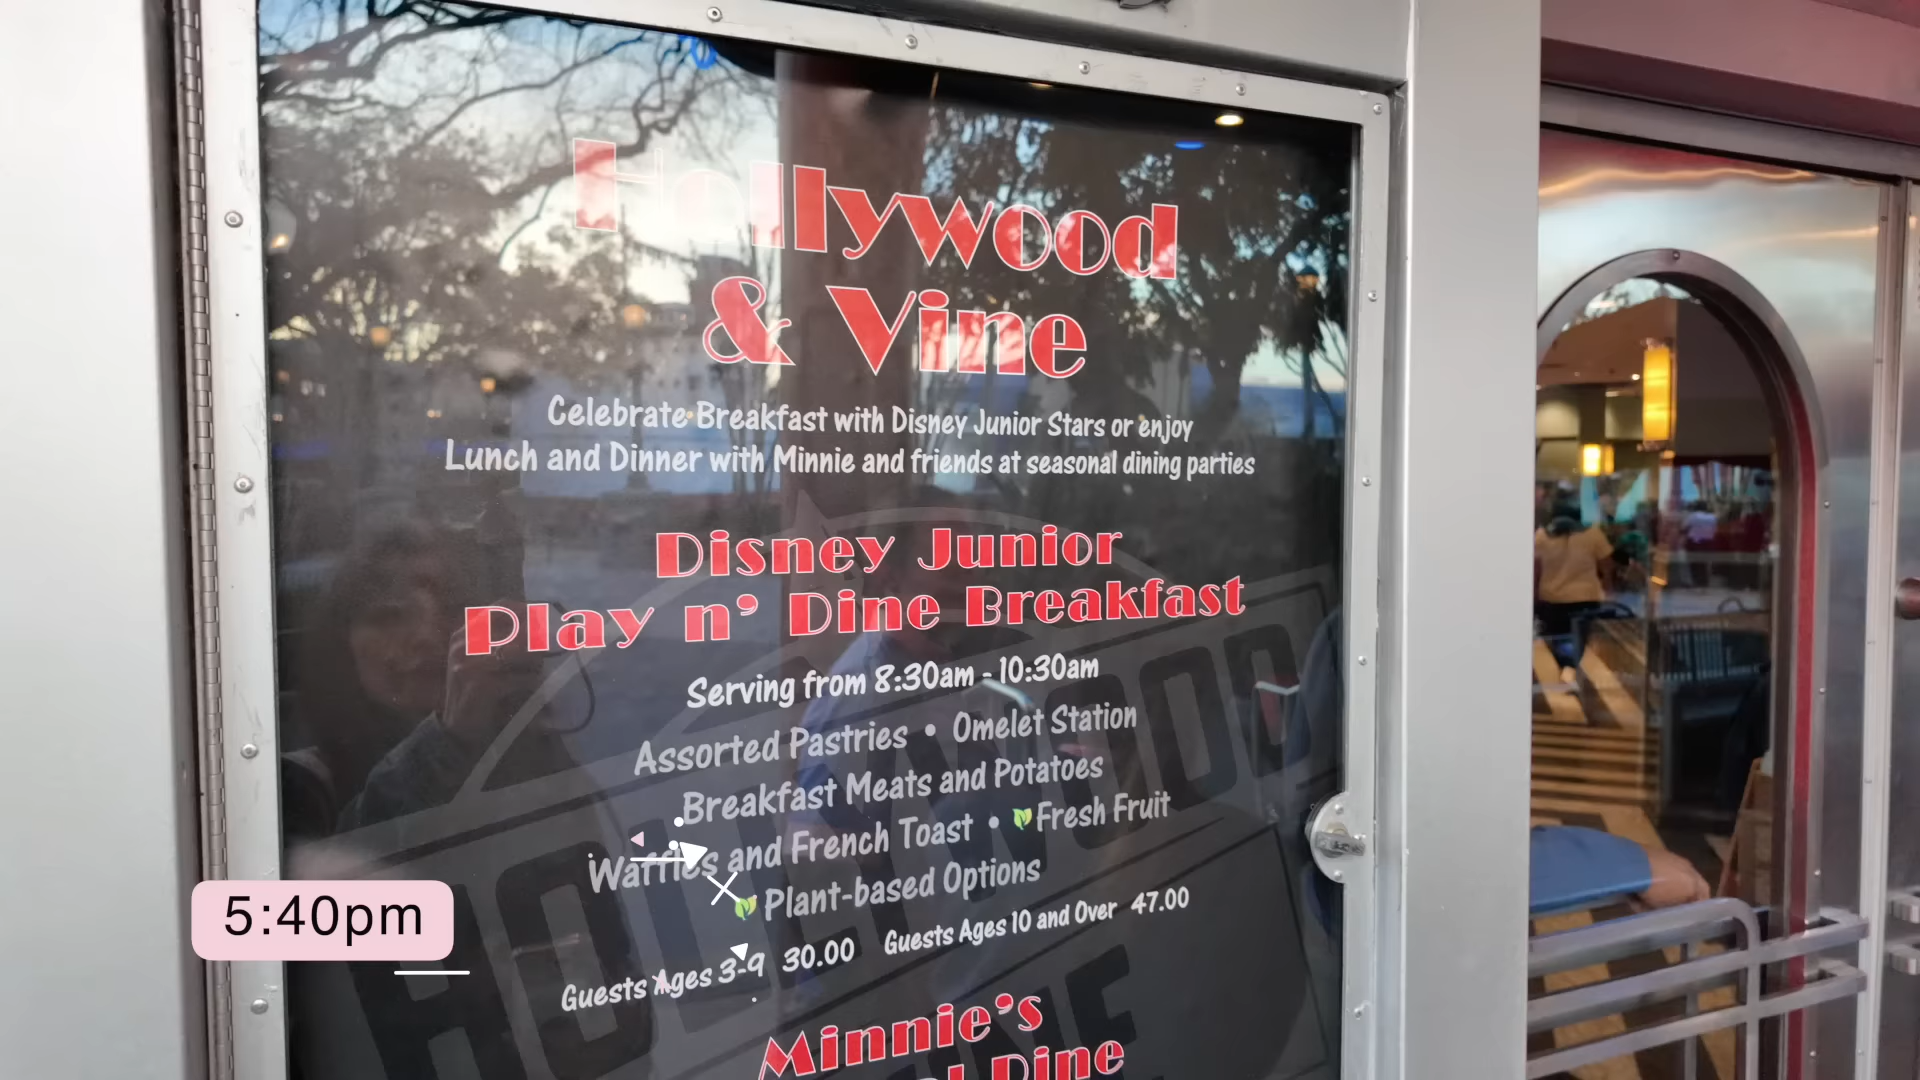 Hollywood
& Vine
Celebrate Breakfast with Disney Junior Stars or enjoy
Lunch and Dinner with Minnie and friends at seasonal dining parties
Disney Junior
Play n' Dine Breakfast
Serving from 8:30am - 10:30am
Assorted Pastries • Omelet Station
Breakfast Meats and Potatoes
Waffles and French Toast • Fresh Fruit
Plant-based Options
Guests Ages 3-9 30.00 Guests Ages 10 and Over 47.00
Minnie's
Dine
HOLLYWOOD
5:40pm